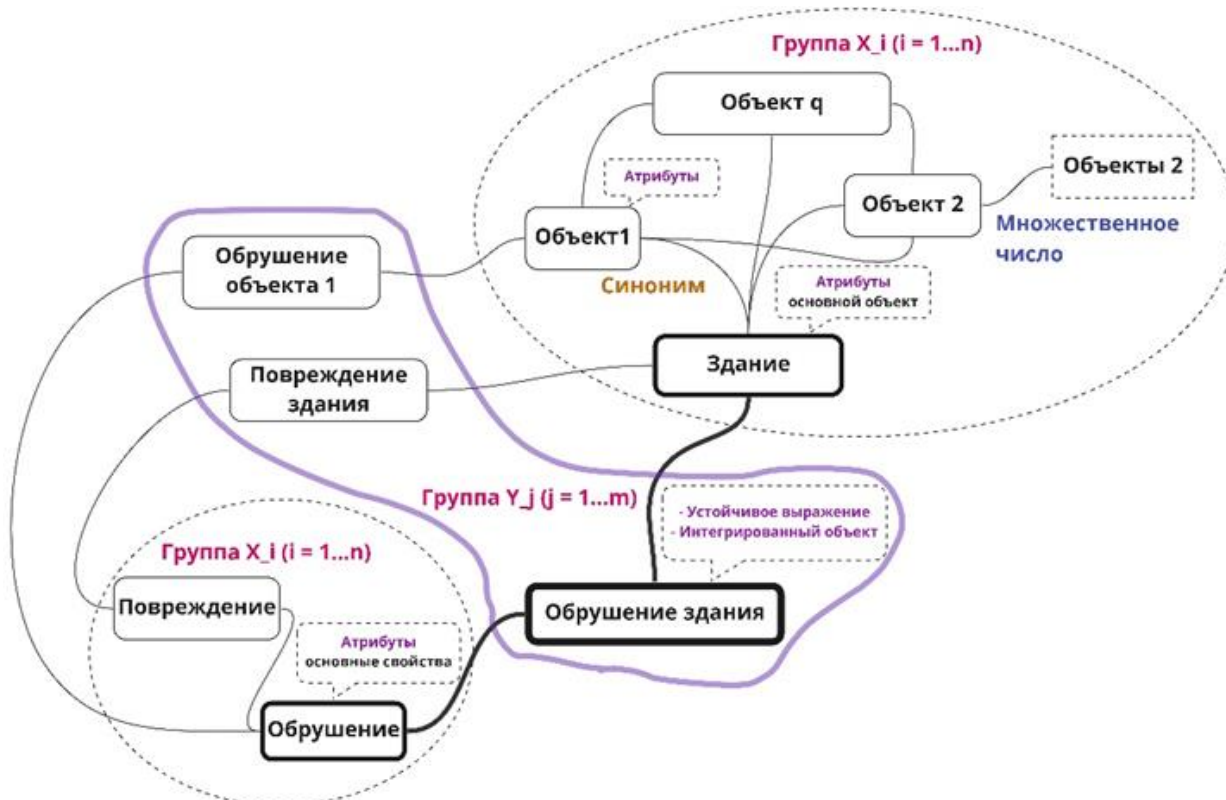 Группа X_i (i = 1...n)
Объект q
Атрибуты
Объекты 2
Объект 2
Объект1
Множественное
число
Обрушение
объекта 1
Синоним
Атрибуты
основной объект
Повреждение
здания
Здание
Группа Y_j (j = 1...m)
- Устойчивое выражение
- Интегрированный объект
Группа X_i (i = 1...n)
Повреждение
Обрушение здания
Атрибуты
основные свойства
Обрушение